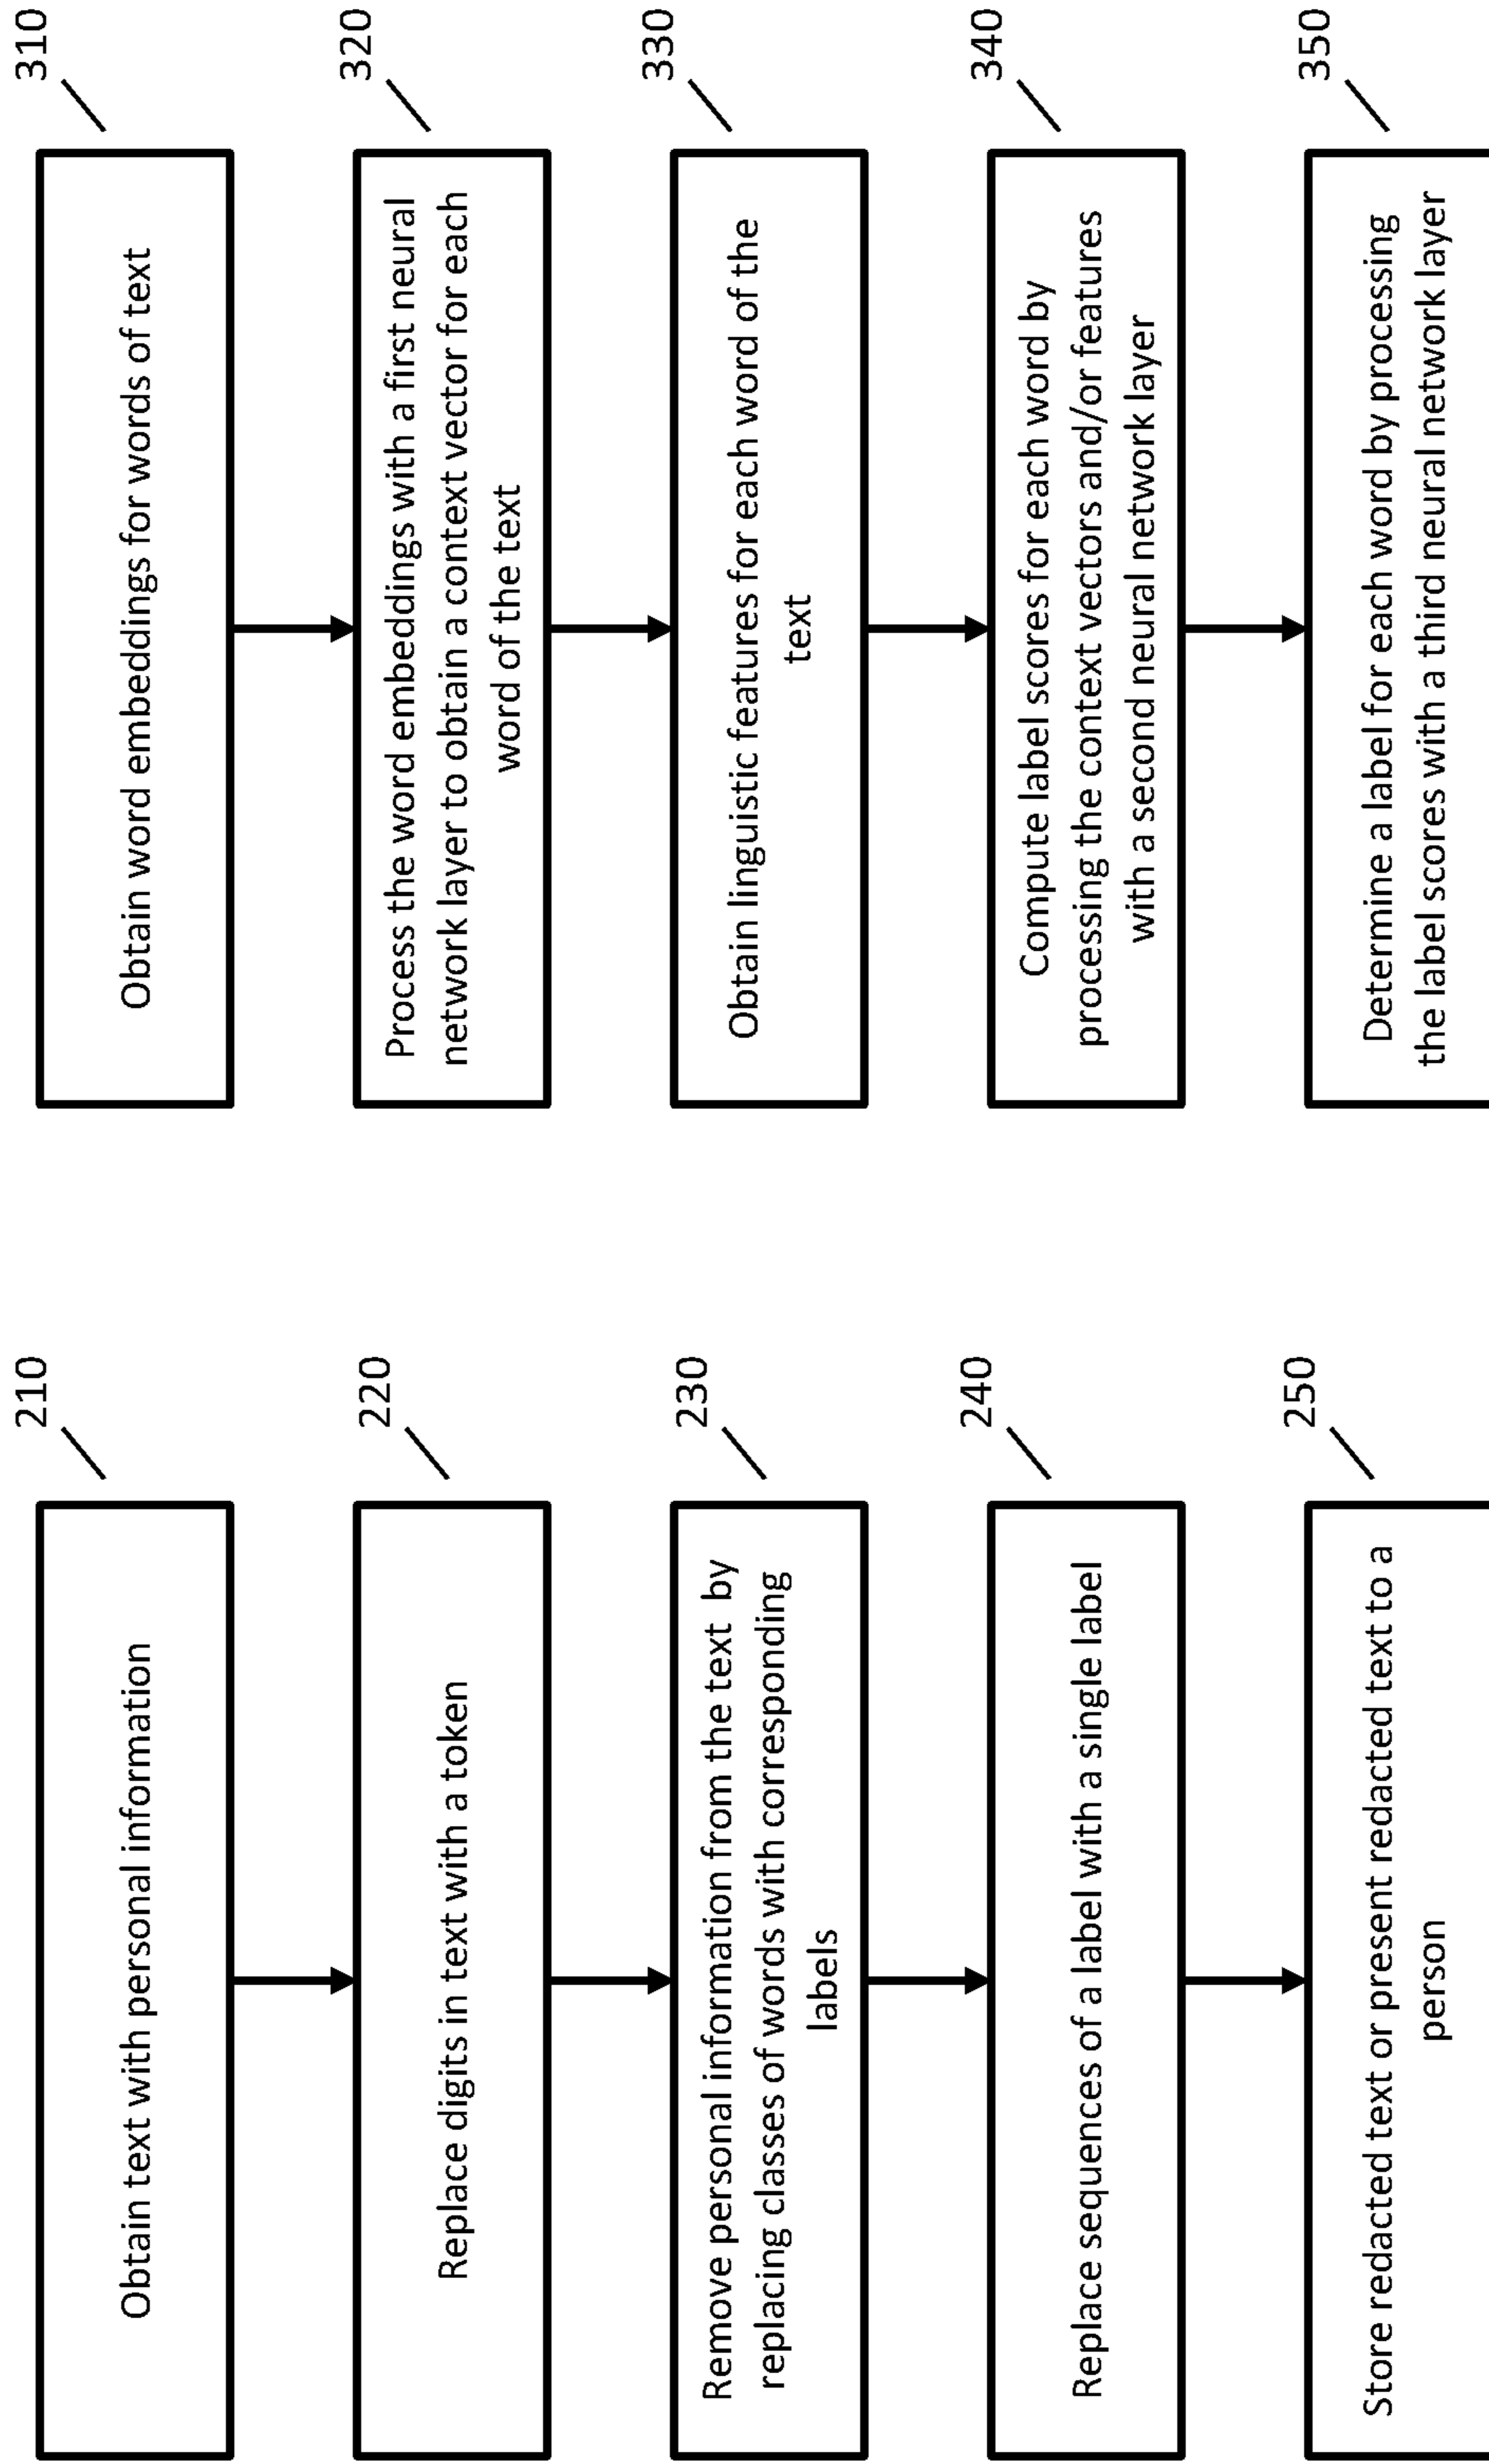 210
Obtain text with personal information
220
Replace digits in text with a token
230
Remove personal information from the text by
replacing classes of words with corresponding
labels
240
Replace sequences of a label with a single label
250
Store redacted text or present redacted text to a
person
310
Obtain word embeddings for words of text
320
Process the word embeddings with a first neural
network layer to obtain a context vector for each
word of the text
330
Obtain linguistic features for each word of the
text
340
Compute label scores for each word by
processing the context vectors and/or features
with a second neural network layer
350
Determine a label for each word by processing
the label scores with a third neural network layer